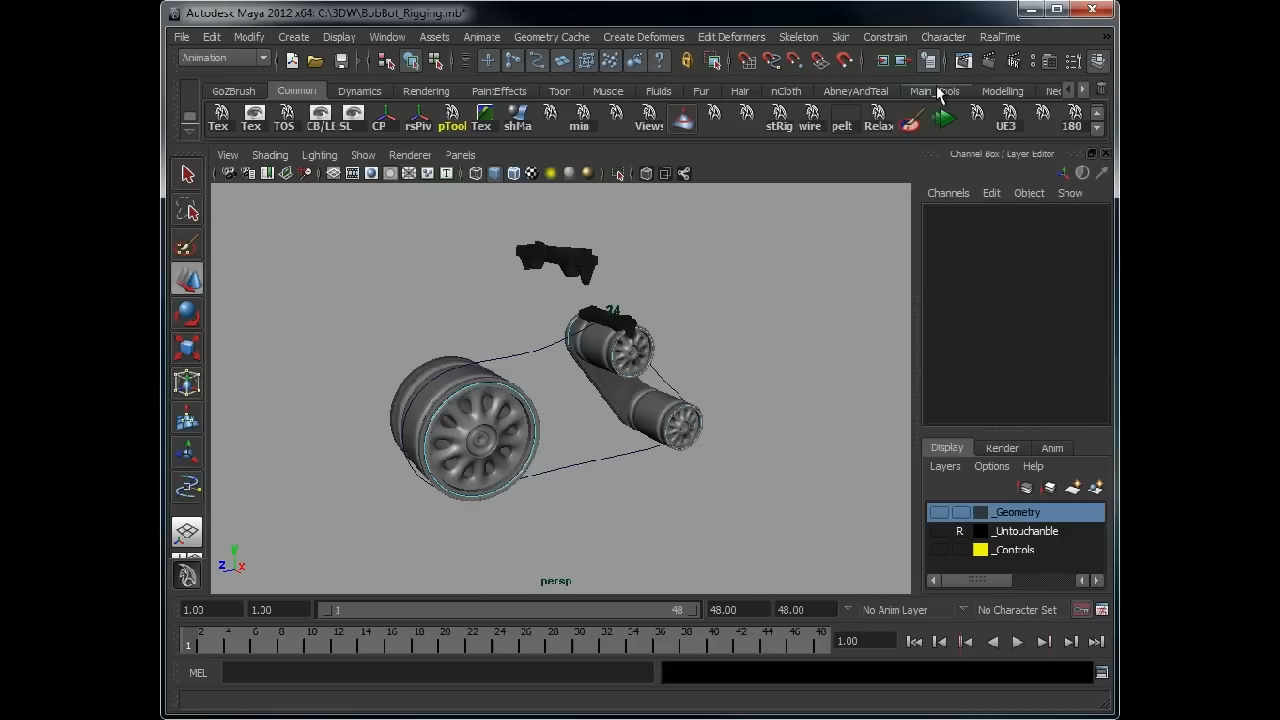 Autodesk Maya 2012 x64: C:\3DW\BobBot_Rigging.mb*
File Edit Modify Create Display Window Assets Animate Geometry Cache Create Deformers Edit Deformers Skeleton Skin Constrain Character RealTime »
Animation
GoZBrush Common Dynamics Rendering PaintEffects Toon Muscle Fluids Fur Hair nCloth AbneyAndTeal Main_Tools Modelling
Tex Tex TOS CB/LE SL CP rsPiv pTool Tex shMa min Views stRig wire pelt Relax UE3 180
View Shading Lighting Show Renderer Panels
Channel Box / Layer Editor
Channels Edit Object Show
24
Display Render Anim
Layers Options Help
_Geometry
R _Untouchable
_Controls
y
z x
persp
1.00 1.00 1 48 48.00 48.00 No Anim Layer No Character Set
2 4 6 8 10 12 14 16 18 20 22 24 26 28 30 32 34 36 38 40 42 44 46 48
1 1.00
MEL